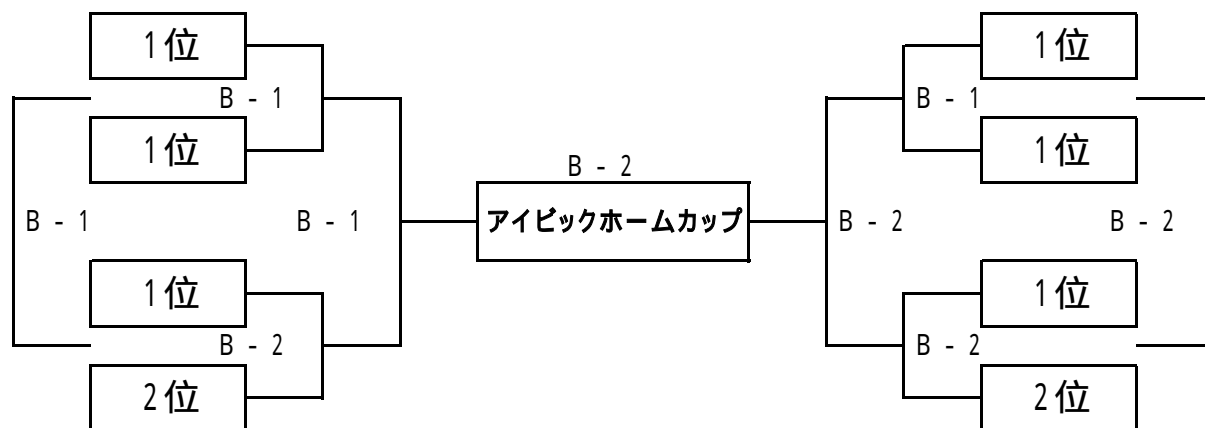 1位 1位
B - 1 B - 1
1位 1位
B - 2
B - 1 B - 1 アイビックホームカップ B - 2 B - 2
1位 1位
B - 2 B - 2
2位 2位